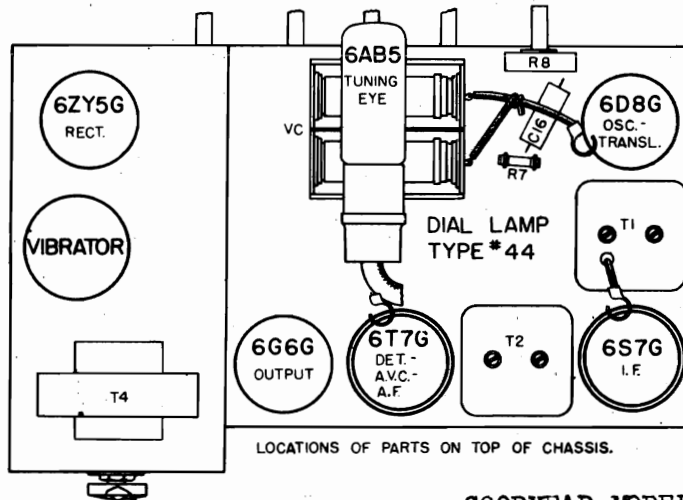 6AB5
TUNING
EYE
R8
6ZY5G
RECT.
6D8G
OSC.-
TRANSL.
VC
C16
R7
VIBRATOR
DIAL LAMP
TYPE #44
T1
6G6G
OUTPUT
6T7G
DET.-
A.V.C.-
A.F.
T2
6S7G
I.F.
T4
LOCATIONS OF PARTS ON TOP OF CHASSIS.